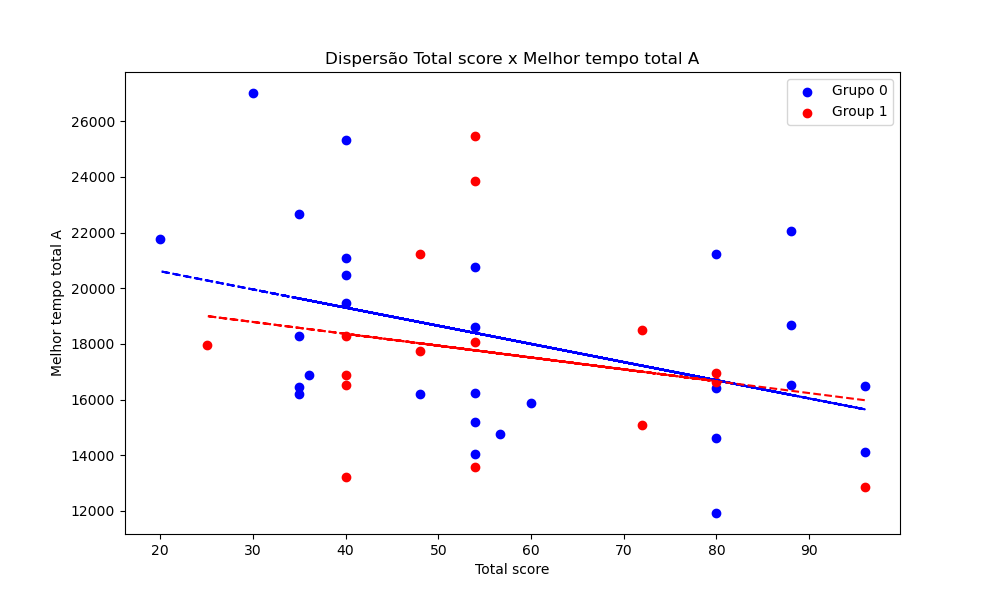 Dispersão Total score x Melhor tempo total A
Grupo 0
Group 1
Melhor tempo total A
26000
24000
22000
20000
18000
16000
14000
12000
20 30 40 50 60 70 80 90
Total score